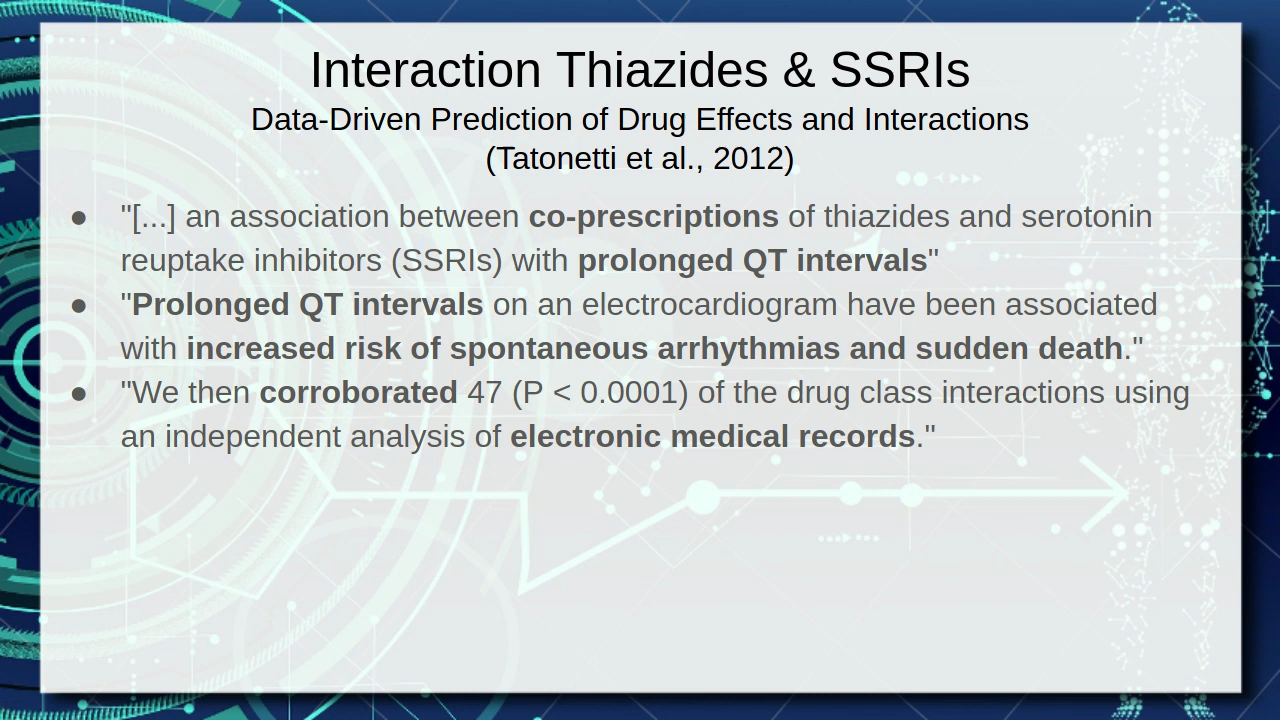 Interaction Thiazides & SSRIs
Data-Driven Prediction of Drug Effects and Interactions
(Tatonetti et al., 2012)
● "[...] an association between co-prescriptions of thiazides and serotonin
reuptake inhibitors (SSRIs) with prolonged QT intervals"
● "Prolonged QT intervals on an electrocardiogram have been associated
with increased risk of spontaneous arrhythmias and sudden death."
● "We then corroborated 47 (P < 0.0001) of the drug class interactions using
an independent analysis of electronic medical records."